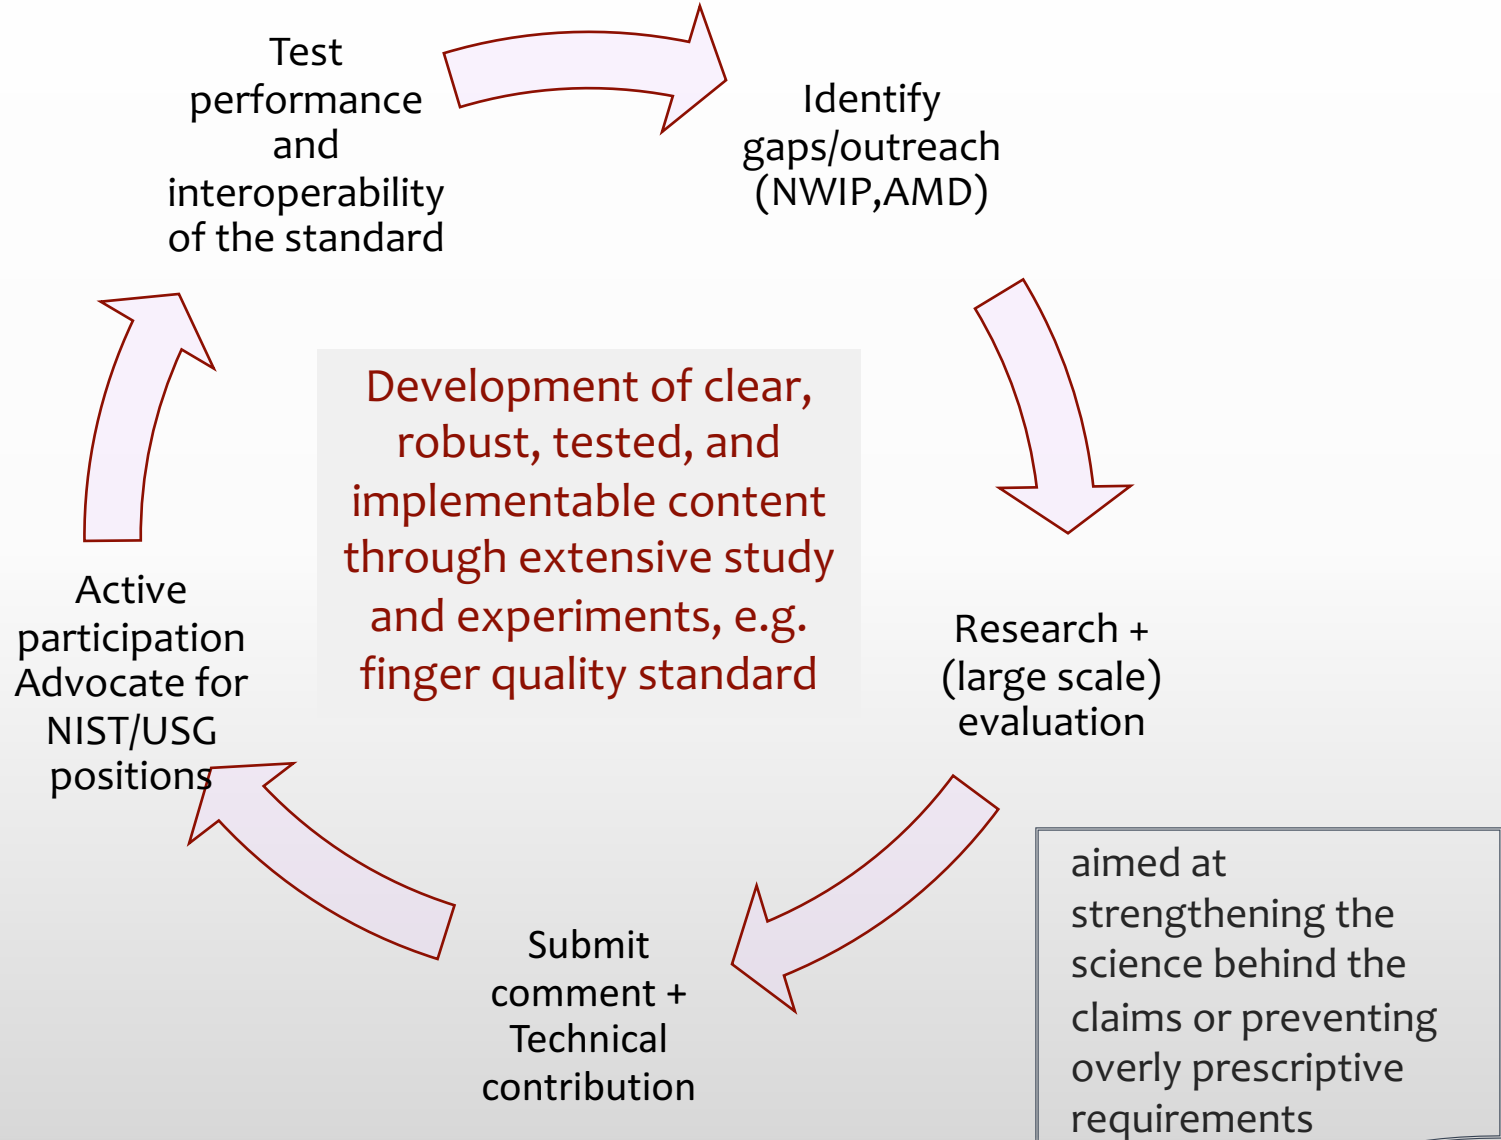 Test
performance
and
interoperability
of the standard
Identify
gaps/outreach
(NWIP,AMD)
Development of clear,
robust, tested, and
implementable content
through extensive study
and experiments, e.g.
finger quality standard
Active
participation
Advocate for
NIST/USG
positions
Research +
(large scale)
evaluation
Submit
comment +
Technical
contribution
aimed at
strengthening the
science behind the
claims or preventing
overly prescriptive
requirements